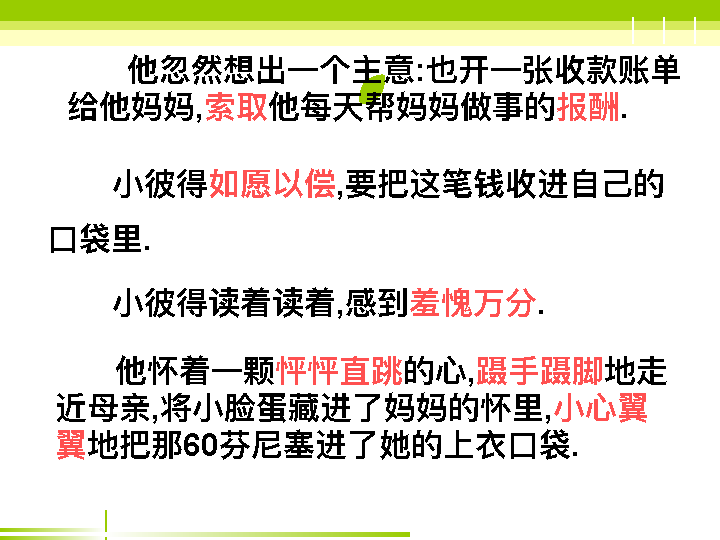 他忽然想出一个主意:也开一张收款账单
给他妈妈,索取他每天帮妈妈做事的报酬.
小彼得如愿以偿,要把这笔钱收进自己的
口袋里.
小彼得读着读着,感到羞愧万分.
他怀着一颗怦怦直跳的心,蹑手蹑脚地走
近母亲,将小脸蛋藏进了妈妈的怀里,小心翼
翼地把那60芬尼塞进了她的上衣口袋.